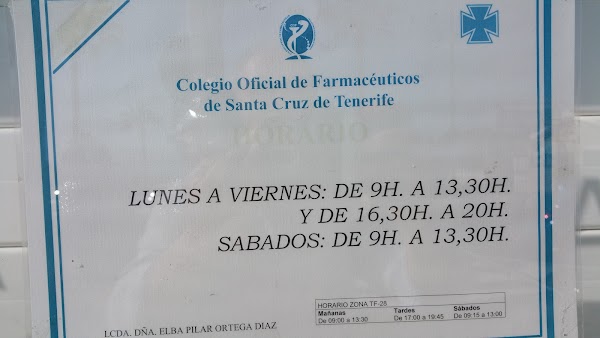 Colegio Oficial de Farmacéuticos
de Santa Cruz de Tenerife
HORARIO
LUNES A VIERNES: DE 9H. A 13,30H.
Y DE 16,30H. A 20H.
SABADOS: DE 9H. A 13,30H.
HORARIO ZONA TF-28
Mañanas Tardes Sábados
De 09:00 a 13:30 De 17:00 a 19:45 De 09:15 a 13:00
LCDA. DÑA. ELBA PILAR ORTEGA DIAZ